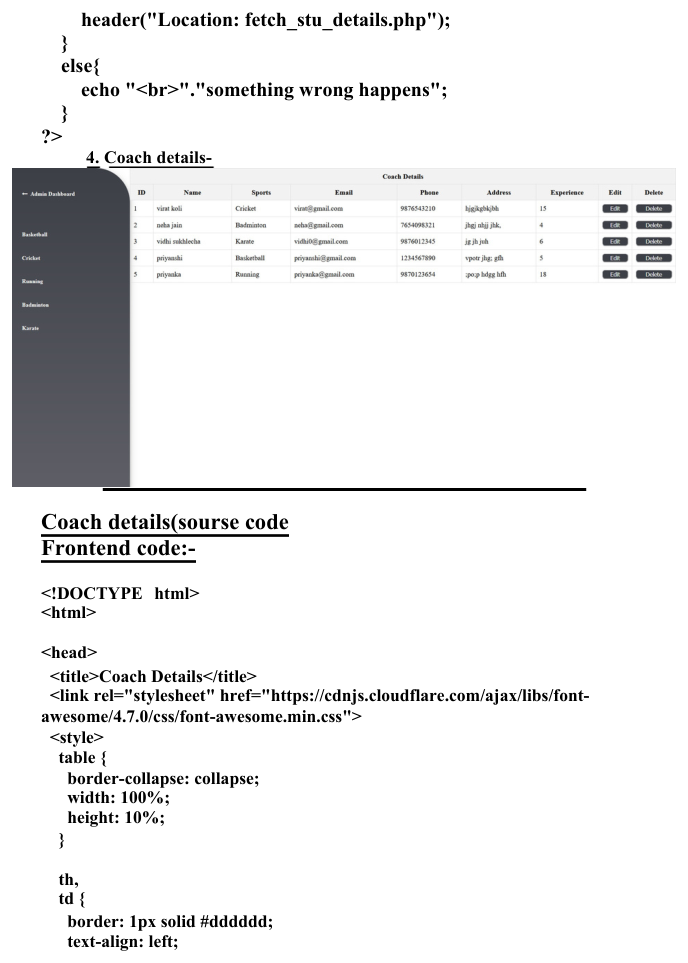 header("Location: fetch_stu_details.php");
}
else{
echo "<br>"."something wrong happens";
}
?>
4. Coach details-
Coach Details
← Admin Dashboard
Basketball
Cricket
Running
Badminton
Karate
ID Name Sports Email Phone Address Experience Edit Delete
1 virat koli Cricket virat@gmail.com 9876543210 hjgjkgbkjbh 15 Edit Delete
2 neha jain Badminton neha@gmail.com 7654098321 jhgj nhjj jhk, 4 Edit Delete
3 vidhi sukhlecha Karate vidhi0@gmail.com 9876012345 jg jh juh 6 Edit Delete
4 priyanshi Basketball priyanshi@gmail.com 1234567890 vpotr jhg; gfh 5 Edit Delete
5 priyanka Running priyanka@gmail.com 9870123654 ;po;p hdgg hfh 18 Edit Delete
Coach details(sourse code
Frontend code:-
<!DOCTYPE html>
<html>
<head>
<title>Coach Details</title>
<link rel="stylesheet" href="https://cdnjs.cloudflare.com/ajax/libs/font-
awesome/4.7.0/css/font-awesome.min.css">
<style>
table {
border-collapse: collapse;
width: 100%;
height: 10%;
}
th,
td {
border: 1px solid #dddddd;
text-align: left;